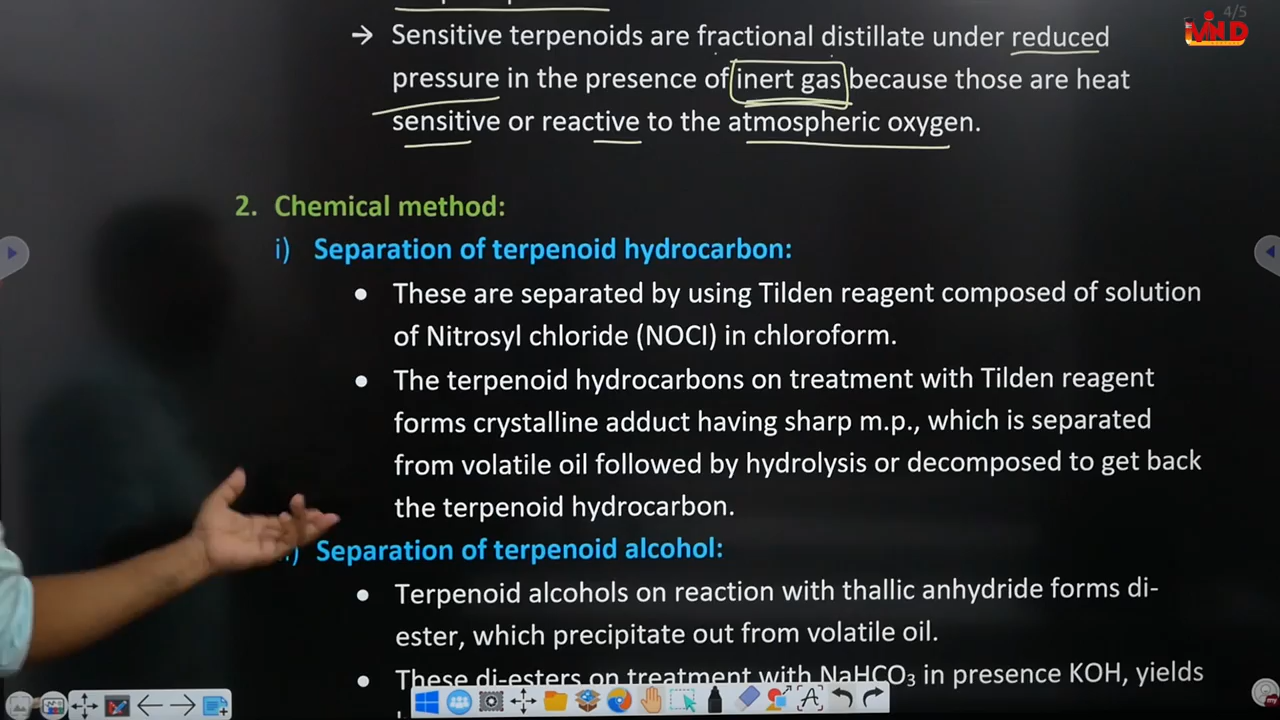 4/5
MIND
→ Sensitive terpenoids are fractional distillate under reduced
pressure in the presence of inert gas because those are heat
sensitive or reactive to the atmospheric oxygen.
2. Chemical method:
i) Separation of terpenoid hydrocarbon:
• These are separated by using Tilden reagent composed of solution
of Nitrosyl chloride (NOCI) in chloroform.
• The terpenoid hydrocarbons on treatment with Tilden reagent
forms crystalline adduct having sharp m.p., which is separated
from volatile oil followed by hydrolysis or decomposed to get back
the terpenoid hydrocarbon.
) Separation of terpenoid alcohol:
• Terpenoid alcohols on reaction with thallic anhydride forms di-
ester, which precipitate out from volatile oil.
• These di-esters on treatment with NaHCO₃ in presence KOH, yields